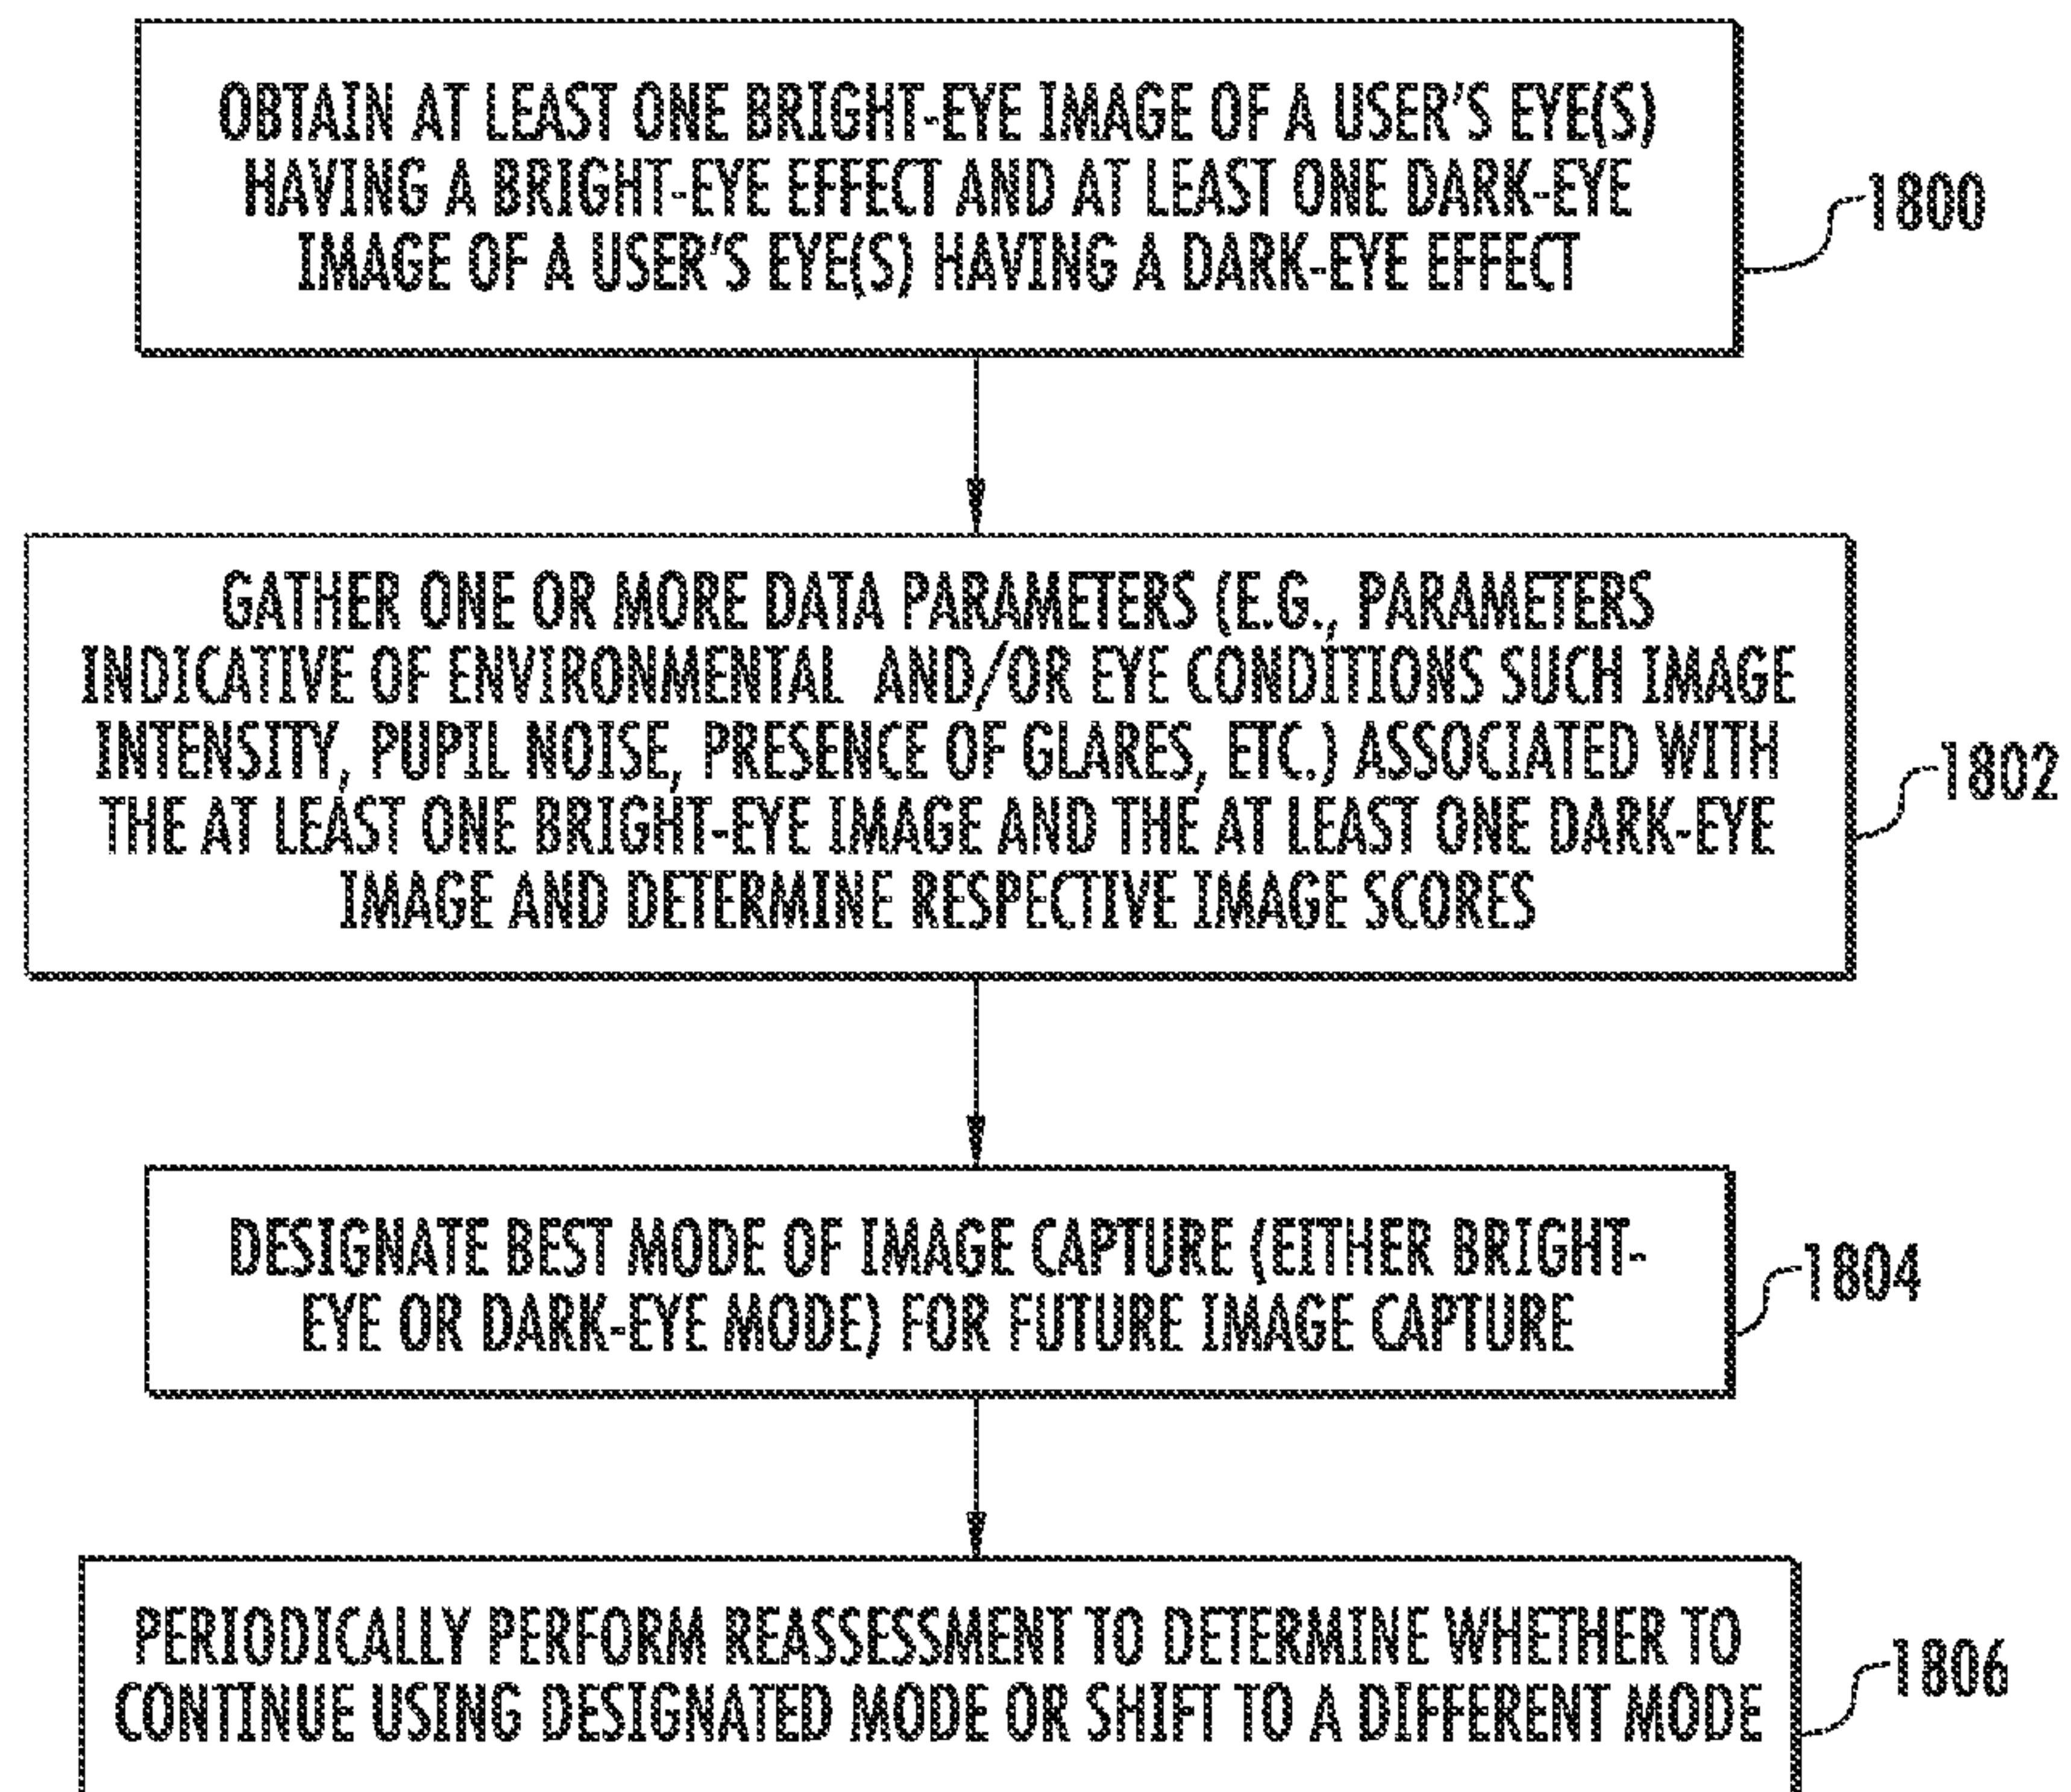 OBTAIN AT LEAST ONE BRIGHT-EYE IMAGE OF A USER'S EYE(S)
HAVING A BRIGHT-EYE EFFECT AND AT LEAST ONE DARK-EYE
IMAGE OF A USER'S EYE(S) HAVING A DARK-EYE EFFECT
1800
GATHER ONE OR MORE DATA PARAMETERS (E.G., PARAMETERS
INDICATIVE OF ENVIRONMENTAL AND/OR EYE CONDITIONS SUCH IMAGE
INTENSITY, PUPIL NOISE, PRESENCE OF GLARES, ETC.) ASSOCIATED WITH
THE AT LEAST ONE BRIGHT-EYE IMAGE AND THE AT LEAST ONE DARK-EYE
IMAGE AND DETERMINE RESPECTIVE IMAGE SCORES
1802
DESIGNATE BEST MODE OF IMAGE CAPTURE (EITHER BRIGHT-
EYE OR DARK-EYE MODE) FOR FUTURE IMAGE CAPTURE
1804
PERIODICALLY PERFORM REASSESSMENT TO DETERMINE WHETHER TO
CONTINUE USING DESIGNATED MODE OR SHIFT TO A DIFFERENT MODE
1806